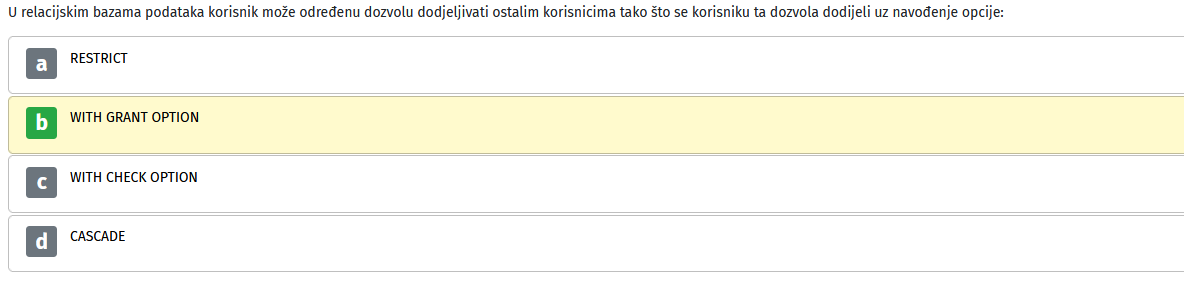 U relacijskim bazama podataka korisnik može određenu dozvolu dodjeljivati ostalim korisnicima tako što se korisniku ta dozvola dodijeli uz navođenje opcije:
a RESTRICT
b WITH GRANT OPTION
c WITH CHECK OPTION
d CASCADE